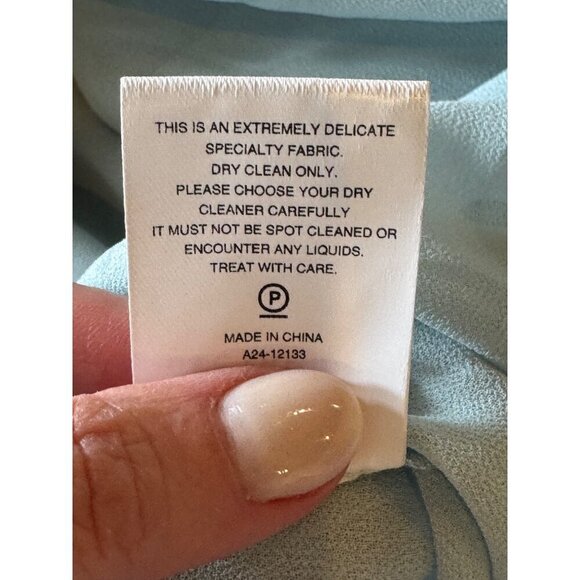 THIS IS AN EXTREMELY DELICATE
SPECIALTY FABRIC.
DRY CLEAN ONLY.
PLEASE CHOOSE YOUR DRY
CLEANER CAREFULLY
IT MUST NOT BE SPOT CLEANED OR
ENCOUNTER ANY LIQUIDS.
TREAT WITH CARE.
P
MADE IN CHINA
A24-12133